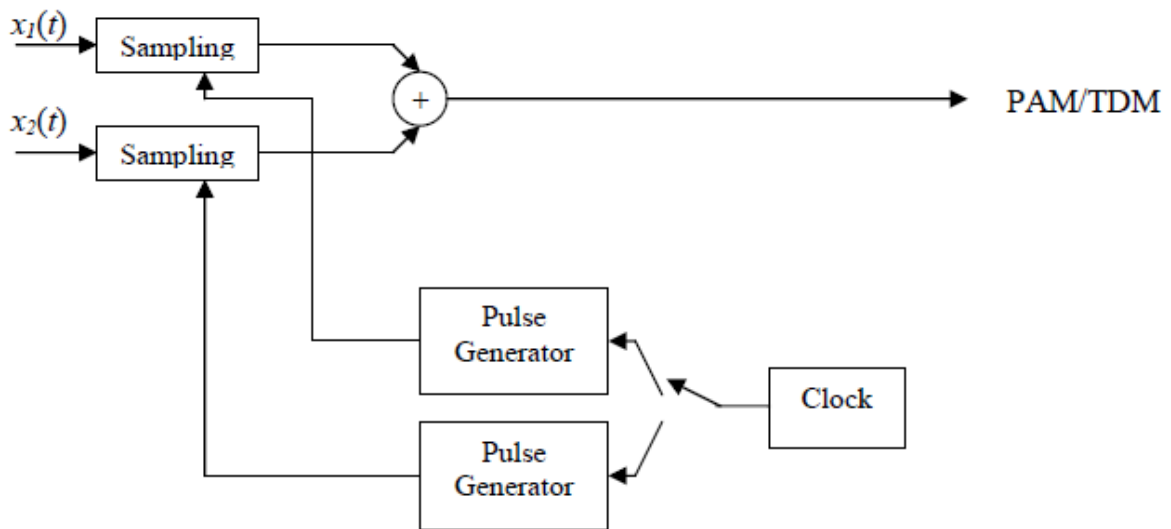 x1(t)
Sampling
+
PAM/TDM
x2(t)
Sampling
Pulse
Generator
Clock
Pulse
Generator